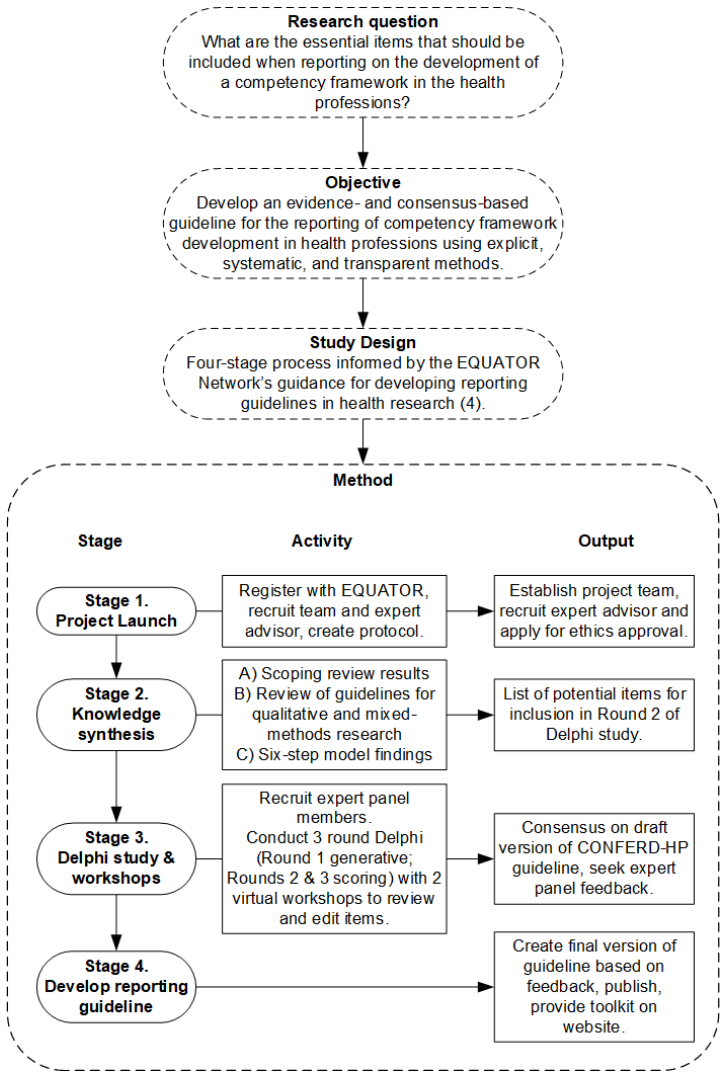 Research question
What are the essential items that should be
included when reporting on the development of
a competency framework in the health
professions?
Objective
Develop an evidence- and consensus-based
guideline for the reporting of competency framework
development in health professions using explicit,
systematic, and transparent methods.
Study Design
Four-stage process informed by the EQUATOR
Network's guidance for developing reporting
guidelines in health research (4).
Method
Stage
Activity
Output
Stage 1.
Project Launch
Register with EQUATOR,
recruit team and expert
advisor, create protocol.
Establish project team,
recruit expert advisor and
apply for ethics approval.
Stage 2.
Knowledge
synthesis
A) Scoping review results
B) Review of guidelines for
qualitative and mixed-
methods research
C) Six-step model findings
List of potential items for
inclusion in Round 2 of
Delphi study.
Stage 3.
Delphi study &
workshops
Recruit expert panel
members.
Conduct 3 round Delphi
(Round 1 generative;
Rounds 2 & 3 scoring) with 2
virtual workshops to review
and edit items.
Consensus on draft
version of CONFERD-HP
guideline, seek expert
panel feedback.
Stage 4.
Develop reporting
guideline
Create final version of
guideline based on
feedback, publish,
provide toolkit on
website.